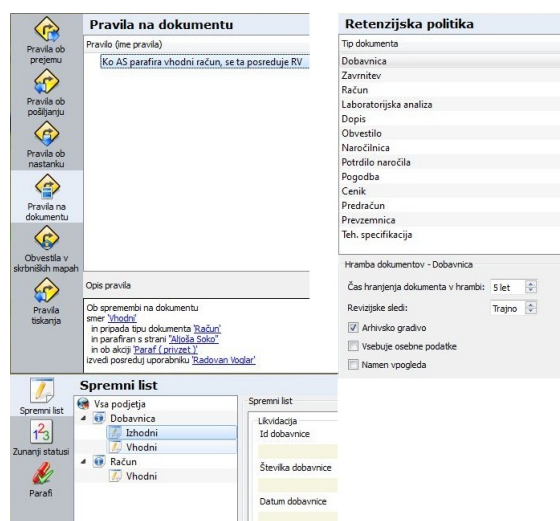 Pravila ob prejemu
Pravila ob pošiljanju
Pravila ob nastanku
Pravila na dokumentu
Obvestila v skrbniških mapah
Pravila tiskanja
Pravila na dokumentu
Pravilo (ime pravila)
Ko AS parafira vhodni račun, se ta posreduje RV
Opis pravila
Ob spremembi na dokumentu
smer 'Vhodni'
in pripada tipu dokumenta 'Račun'
in parafiran s strani "Aljoša Soko"
in ob akciji 'Paraf ( privzet )'
izvedi posreduj uporabniku 'Radovan Voglar'
Retenzijska politika
Tip dokumenta
Dobavnica
Zavrnitev
Račun
Laboratorijska analiza
Dopis
Obvestilo
Naročilnica
Potrdilo naročila
Pogodba
Cenik
Predračun
Prevzemnica
Teh. specifikacija
Hramba dokumentov - Dobavnica
Čas hranjenja dokumenta v hrambi: 5 let
Revizijske sledi: Trajno
Arhivsko gradivo
Vsebuje osebne podatke
Namen vpogleda
Spremni list
Zunanji statusi
Parafi
Spremni list
Vsa podjetja
Dobavnica
Izhodni
Vhodni
Račun
Vhodni
Spremni list
Likvidacija
Id dobavnice
Številka dobavnice
Datum dobavnice